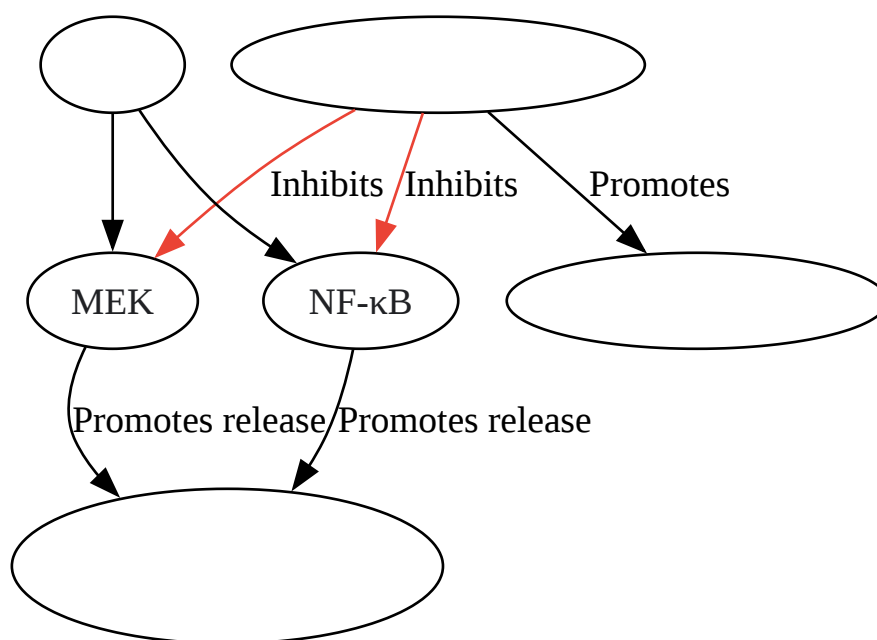 Inhibits
Inhibits
Promotes
MEK
NF-κB
Promotes release
Promotes release